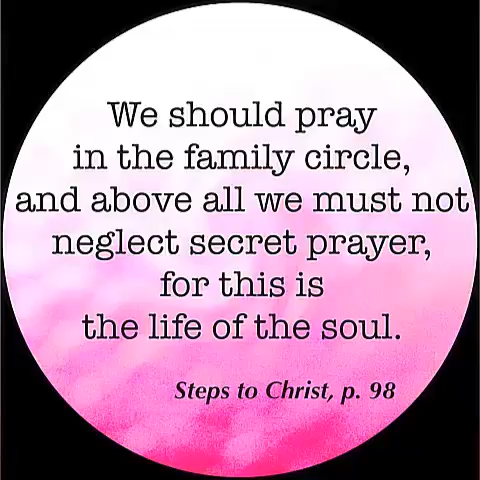 We should pray
in the family circle,
and above all we must not
neglect secret prayer,
for this is
the life of the soul.
Steps to Christ, p. 98